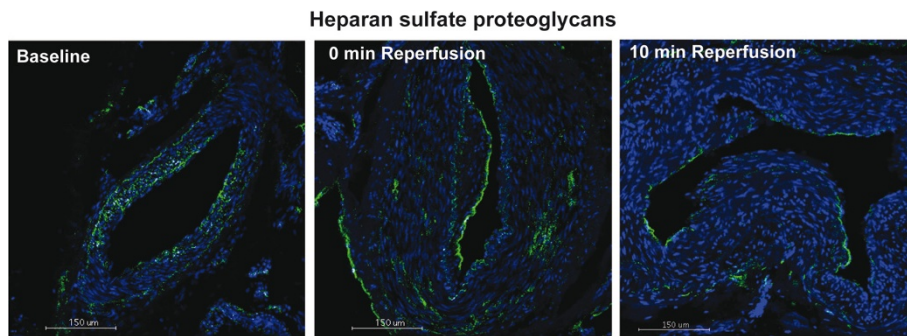 Heparan sulfate proteoglycans
Baseline
0 min Reperfusion
10 min Reperfusion
150 um
150 um
150 um